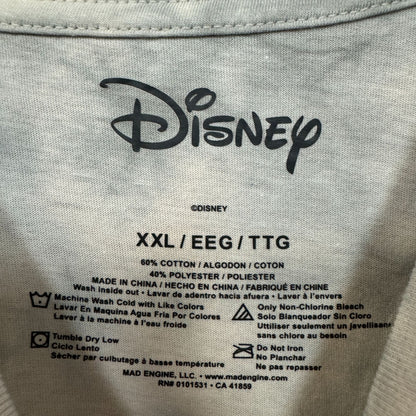 Disney
©DISNEY
XXL / EEG / TTG
60% COTTON / ALGODON / COTON
40% POLYESTER / POLIESTER
MADE IN CHINA / HECHO EN CHINA / FABRIQUÉ EN CHINE
Wash inside out • Lavar de adentro hacia afuera • Laver à l'envers
Machine Wash Cold with Like Colors
Lavar en Maquina Agua Fria Por Colores
Laver à la machine à l'eau froide
Only Non-Chlorine Bleach
Solo Blanqueador Sin Cloro
Utiliser seulement un javellisant
sans chlore au besoin
Tumble Dry Low
Ciclo Lento
Sècher par culbutage à basse température
Do Not Iron
No Planchar
Ne pas repasser
MAD ENGINE, LLC / MADENGINE.COM
RN# 0101531 • CA 41859